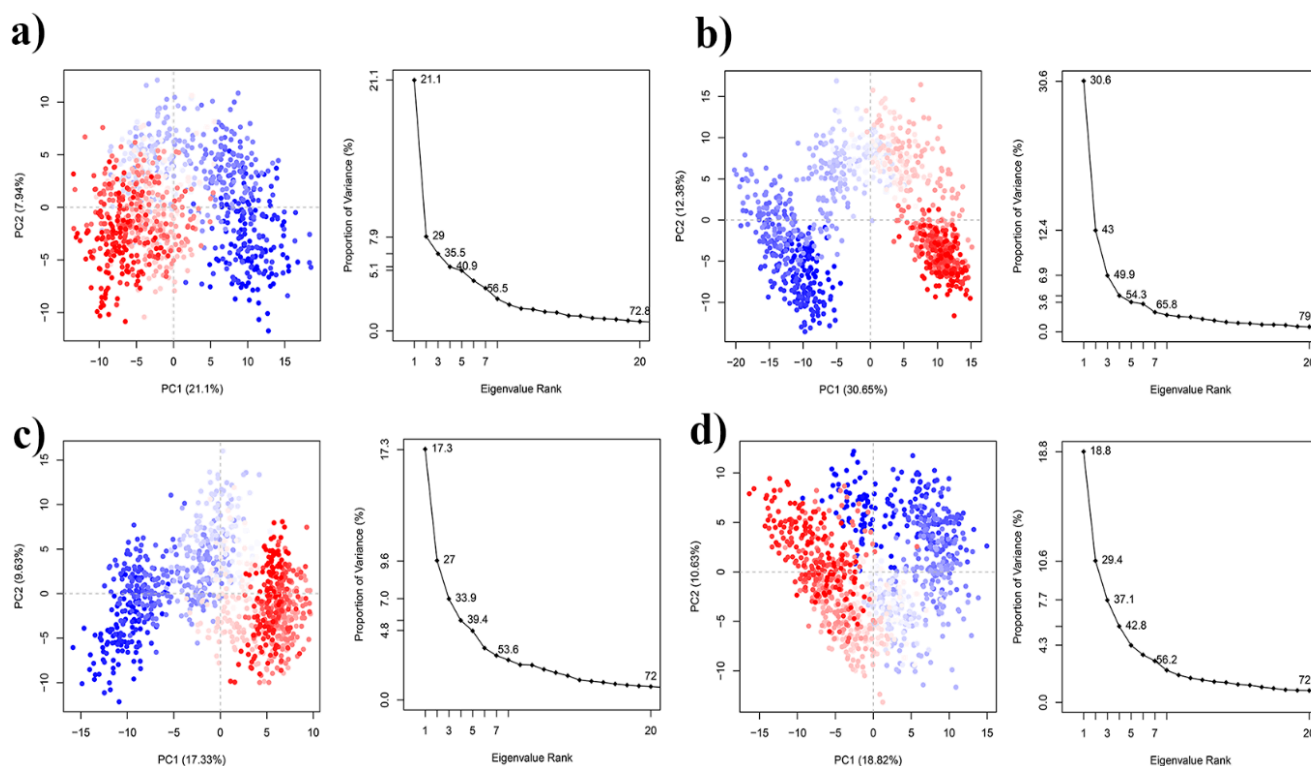 a)
10
5
0
−5
−10
PC2 (7.94%)
−10 −5 0 5 10 15
PC1 (21.1%)
21.1
7.9
5.1
0.0
Proportion of Variance (%)
21.1
29
35.5
40.9
56.5
72.8
1 3 5 7 20
Eigenvalue Rank
b)
15
10
5
0
−5
−10
PC2 (12.38%)
−20 −15 −10 −5 0 5 10 15
PC1 (30.65%)
30.6
12.4
6.9
3.6
0.0
Proportion of Variance (%)
30.6
43
49.9
54.3
65.8
79
1 3 5 7 20
Eigenvalue Rank
c)
15
10
5
0
−5
−10
PC2 (9.63%)
−15 −10 −5 0 5 10
PC1 (17.33%)
17.3
9.6
7.0
4.8
0.0
Proportion of Variance (%)
17.3
27
33.9
39.4
53.6
72
1 3 5 7 20
Eigenvalue Rank
d)
10
5
0
−5
−10
PC2 (10.63%)
−15 −10 −5 0 5 10 15
PC1 (18.82%)
18.8
10.6
7.7
4.3
0.0
Proportion of Variance (%)
18.8
29.4
37.1
42.8
56.2
72
1 3 5 7 20
Eigenvalue Rank